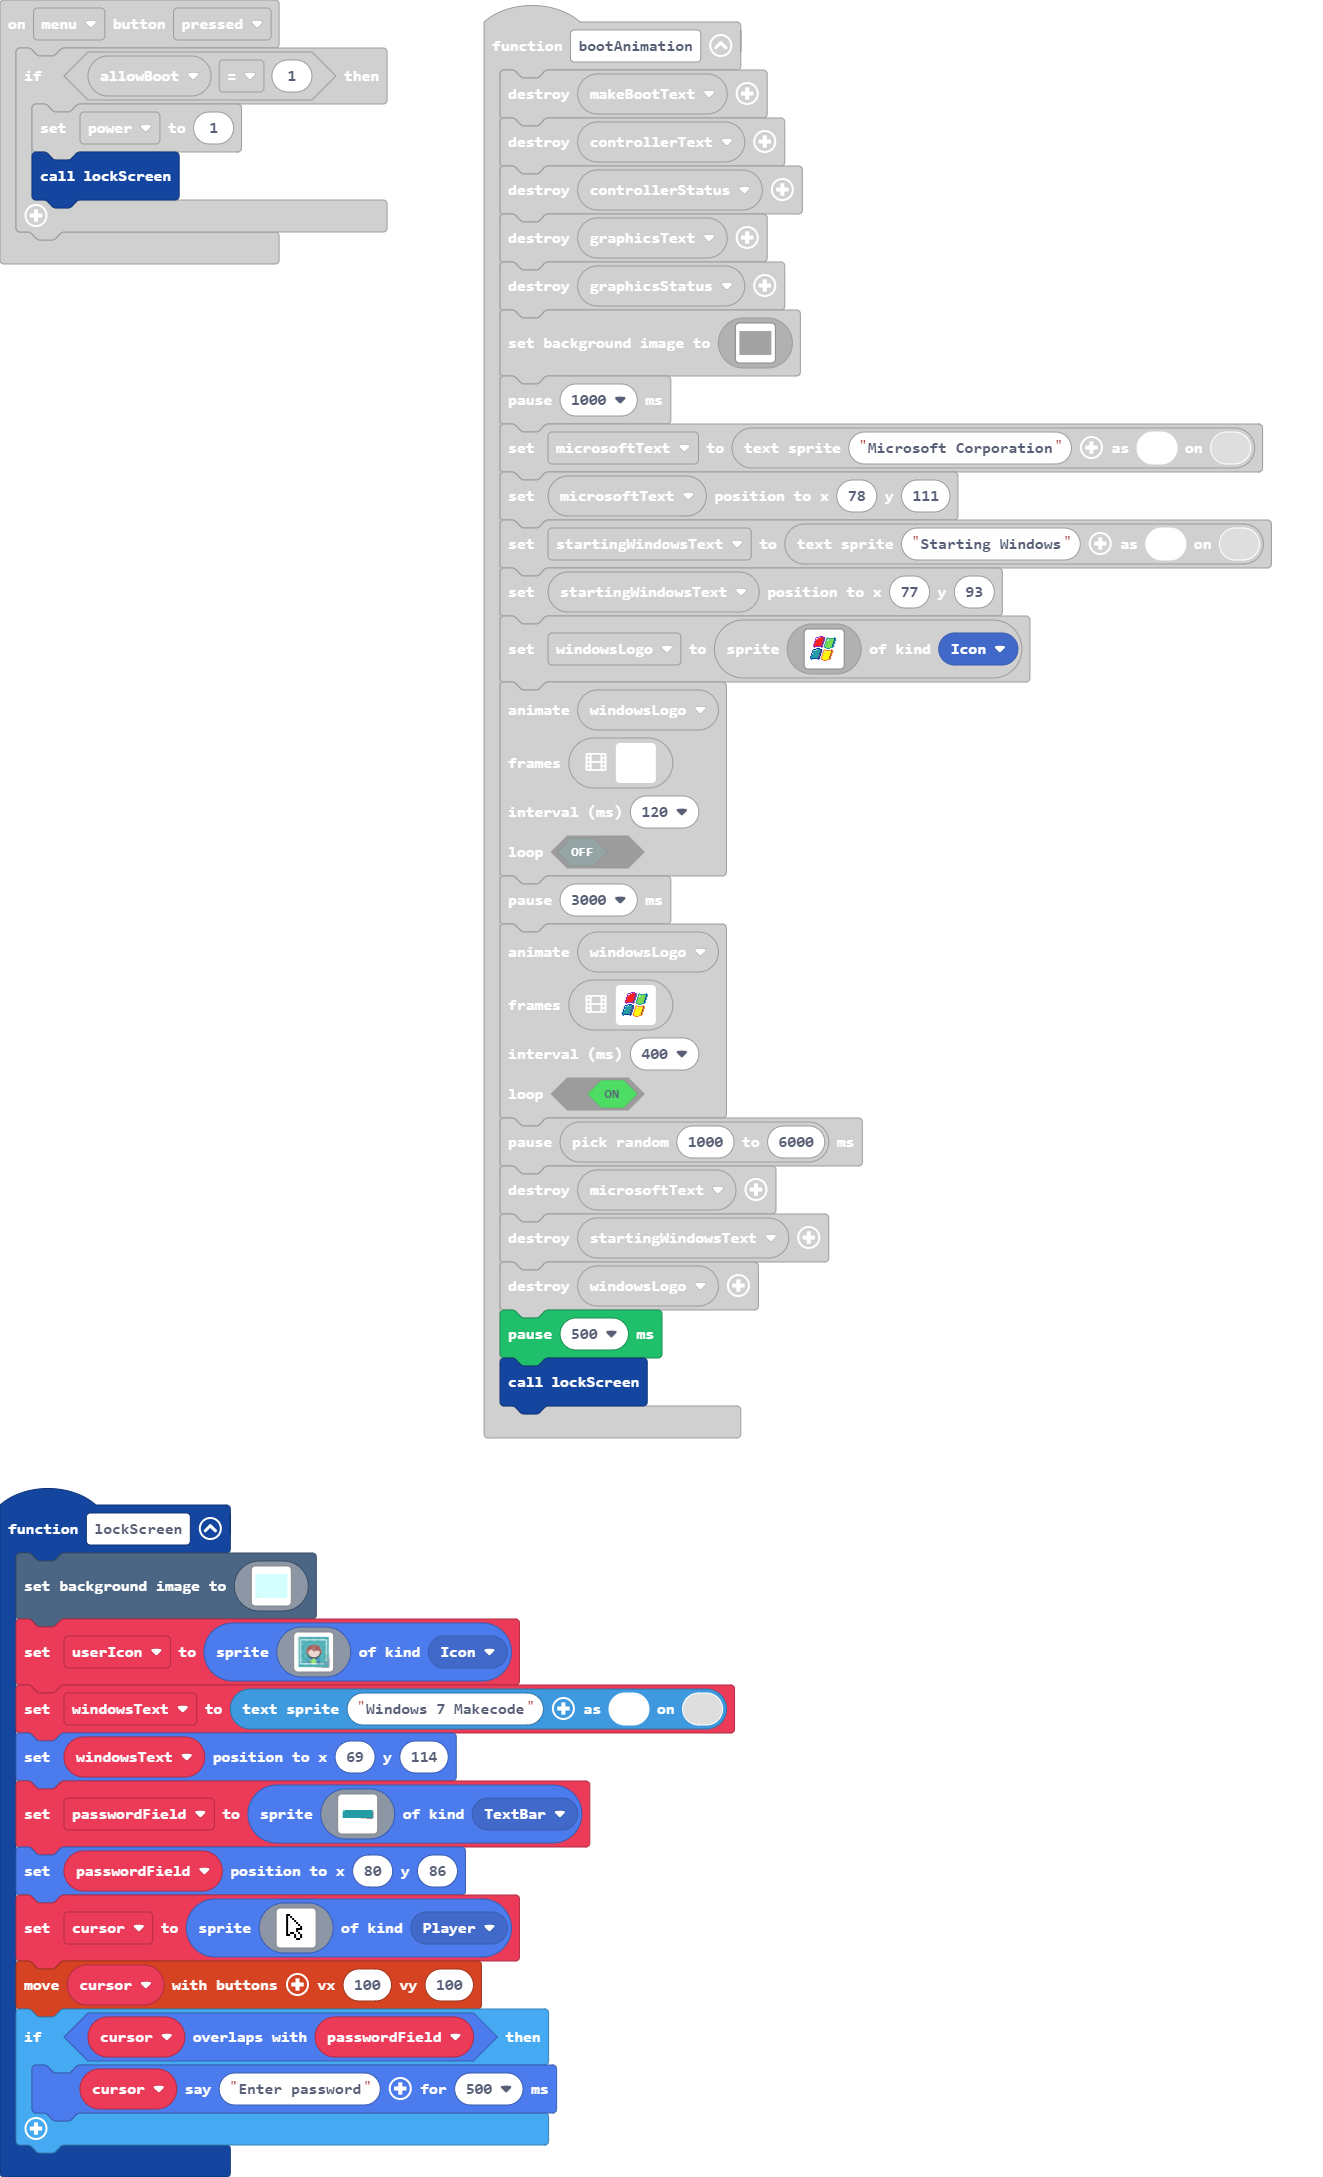 on menu button pressed
if allowBoot = 1 then
set power to 1
call lockScreen
function bootAnimation
destroy makeBootText
destroy controllerText
destroy controllerStatus
destroy graphicsText
destroy graphicsStatus
set background image to
pause 1000 ms
set microsoftText to text sprite "Microsoft Corporation" as on
set microsoftText position to x 78 y 111
set startingWindowsText to text sprite "Starting Windows" as on
set startingWindowsText position to x 77 y 93
set windowsLogo to sprite of kind Icon
animate windowsLogo
frames
interval (ms) 120
loop OFF
pause 3000 ms
animate windowsLogo
frames
interval (ms) 400
loop ON
pause pick random 1000 to 6000 ms
destroy microsoftText
destroy startingWindowsText
destroy windowsLogo
pause 500 ms
call lockScreen
function lockScreen
set background image to
set userIcon to sprite of kind Icon
set windowsText to text sprite "Windows 7 Makecode" as on
set windowsText position to x 69 y 114
set passwordField to sprite of kind TextBar
set passwordField position to x 80 y 86
set cursor to sprite of kind Player
move cursor with buttons vx 100 vy 100
if cursor overlaps with passwordField then
cursor say "Enter password" for 500 ms